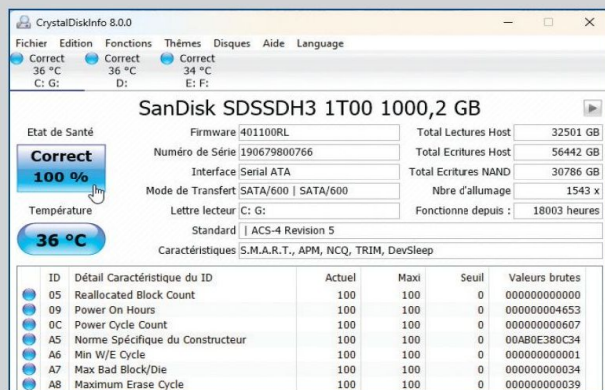 CrystalDiskInfo 8.0.0
Fichier Edition Fonctions Thèmes Disques Aide Language
Correct Correct Correct
36 °C 36 °C 34 °C
C: G: D: E: F:
SanDisk SDSSDH3 1T00 1000,2 GB
Etat de Santé Firmware 401100RL Total Lectures Host 32501 GB
Correct 100 % Numéro de Série 190679800766 Total Ecritures Host 56442 GB
Interface Serial ATA Total Ecritures NAND 30786 GB
Mode de Transfert SATA/600 | SATA/600 Nbre d'allumage 1543 x
Température Lettre lecteur C: G: Fonctionne depuis : 18003 heures
36 °C Standard | ACS-4 Revision 5
Caractéristiques S.M.A.R.T., APM, NCQ, TRIM, DevSleep
ID Détail Caractéristique du ID Actuel Maxi Seuil Valeurs brutes
05 Reallocated Block Count 100 100 0 000000000000
09 Power On Hours 100 100 0 000000004653
0C Power Cycle Count 100 100 0 000000000607
A5 Norme Spécifique du Constructeur 100 100 0 00AB0E380C34
A6 Min W/E Cycle 100 100 0 000000000001
A7 Max Bad Block/Die 100 100 0 000000000034
A8 Maximum Erase Cycle 100 100 0 000000000039